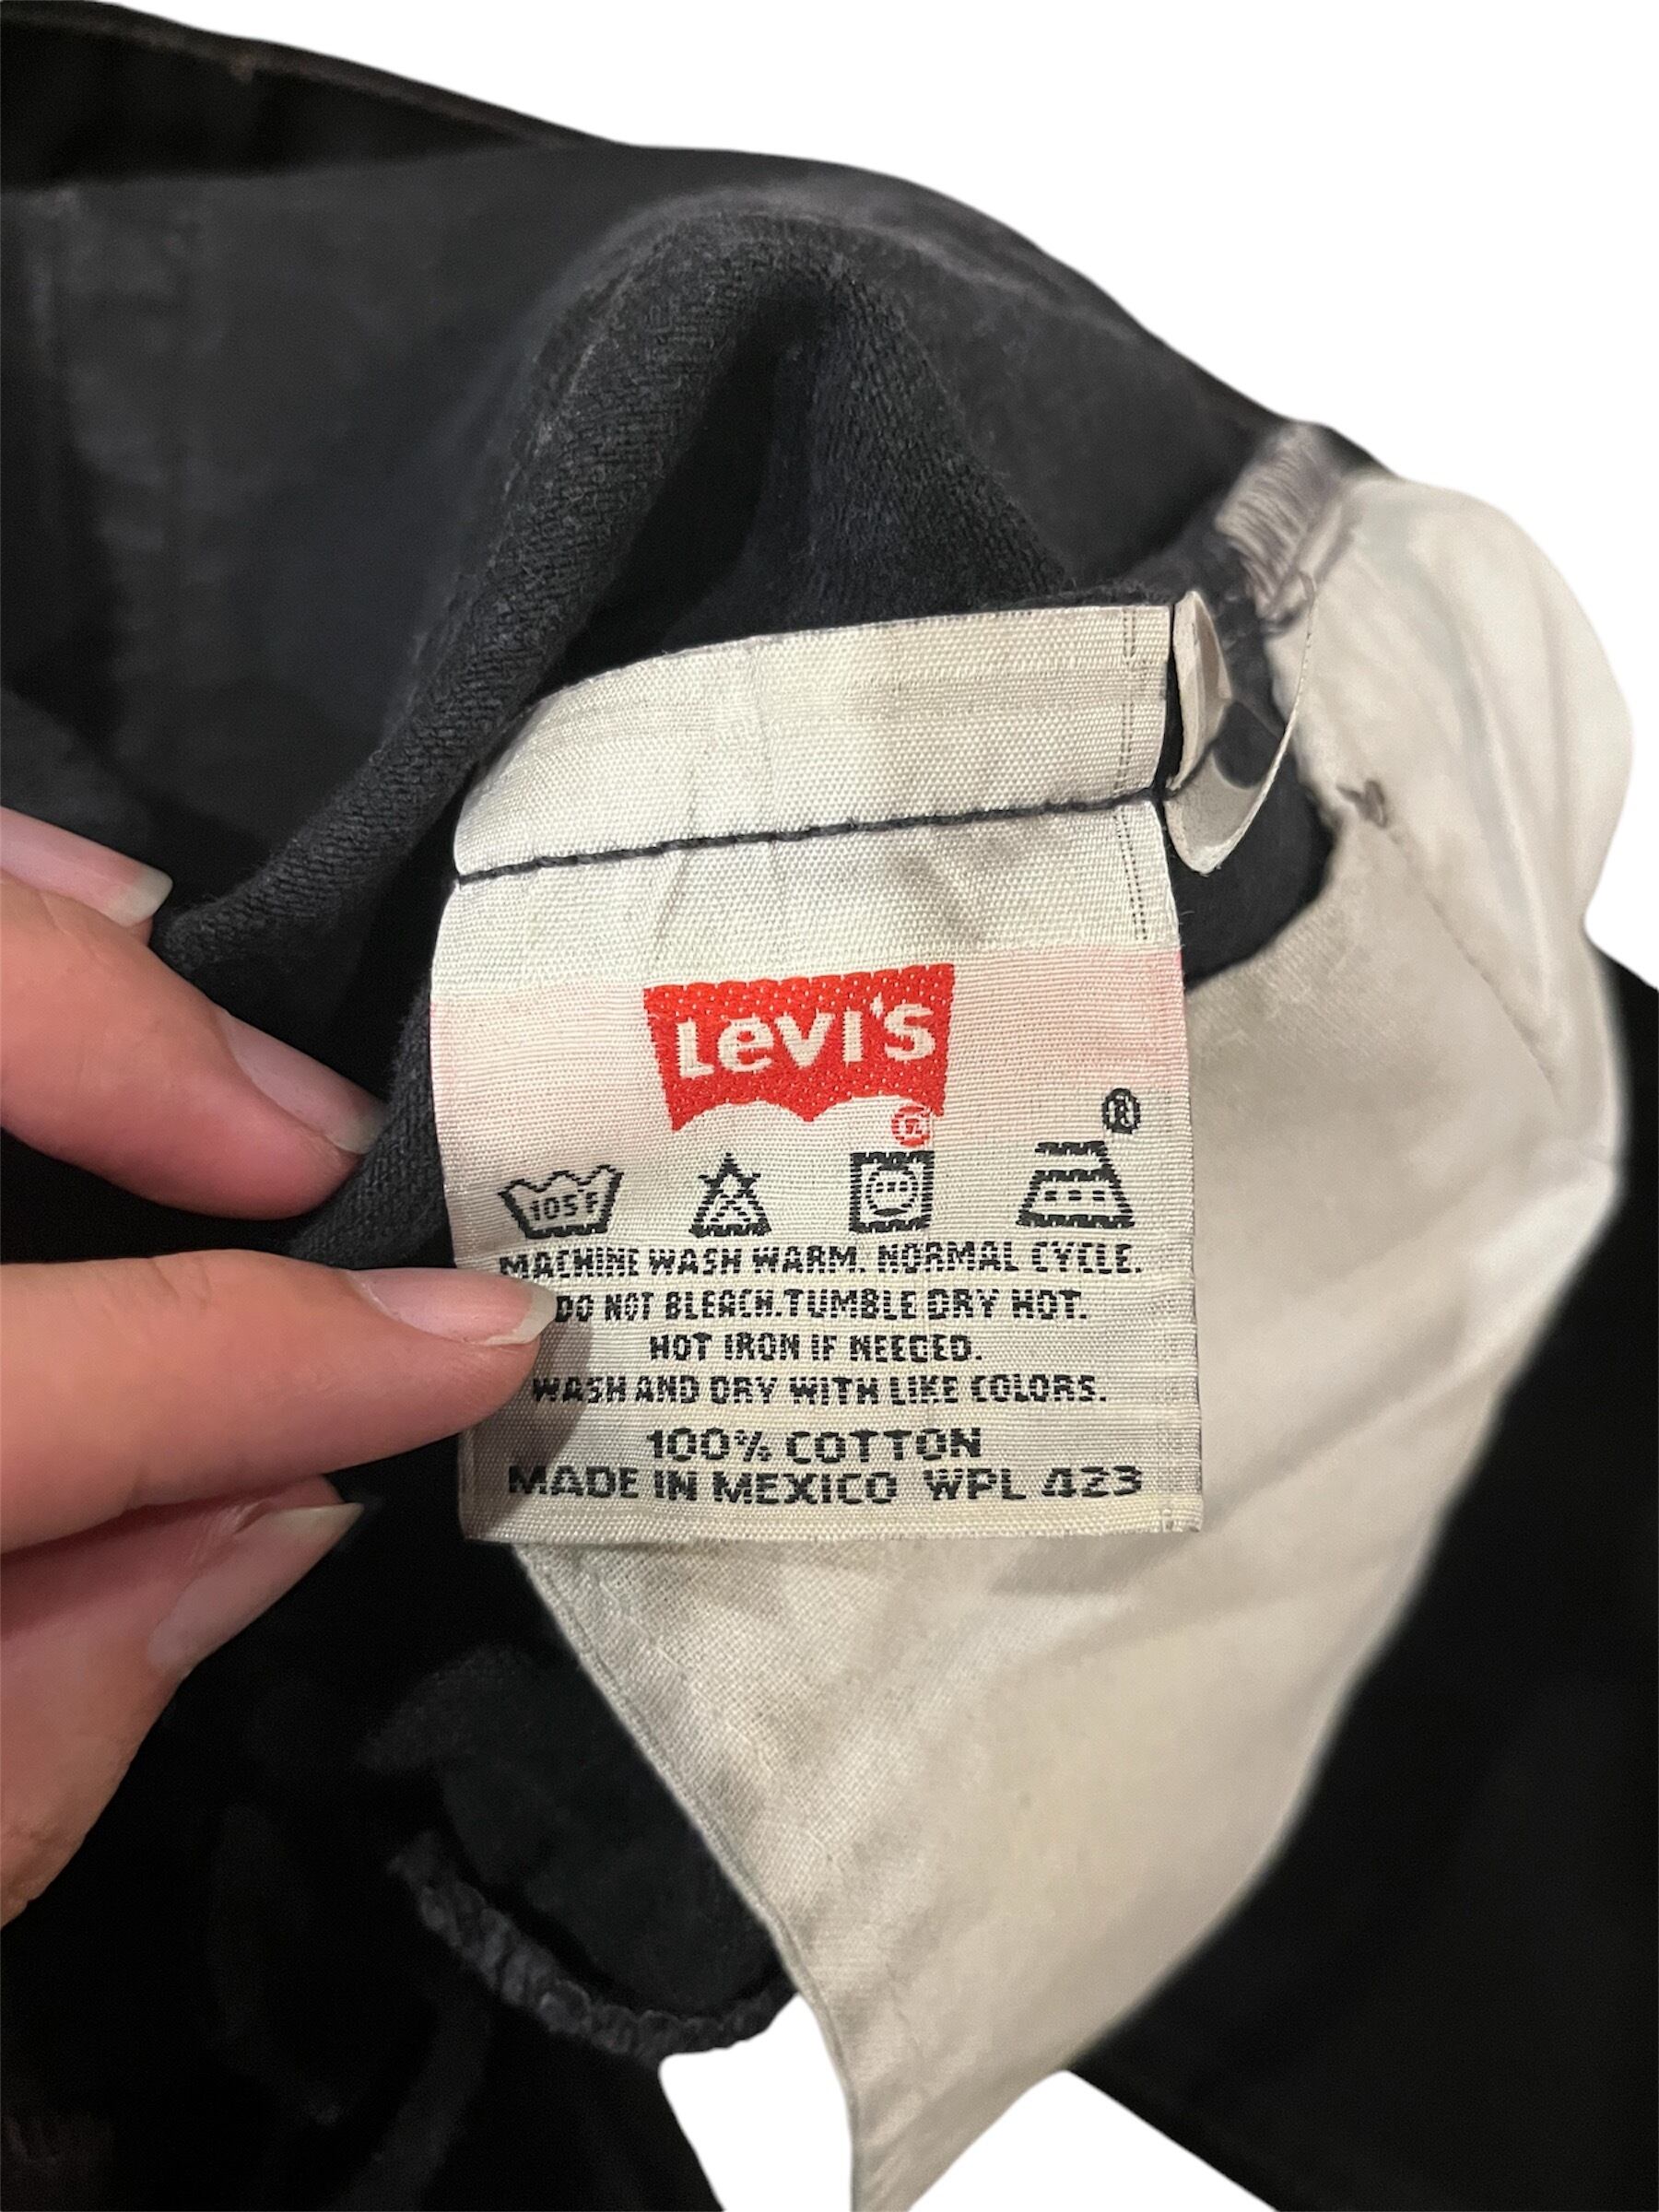 Levi's
®
®
105°F
MACHINE WASH WARM. NORMAL CYCLE.
DO NOT BLEACH. TUMBLE DRY HOT.
HOT IRON IF NEEDED.
WASH AND DRY WITH LIKE COLORS.
100% COTTON
MADE IN MEXICO WPL 423